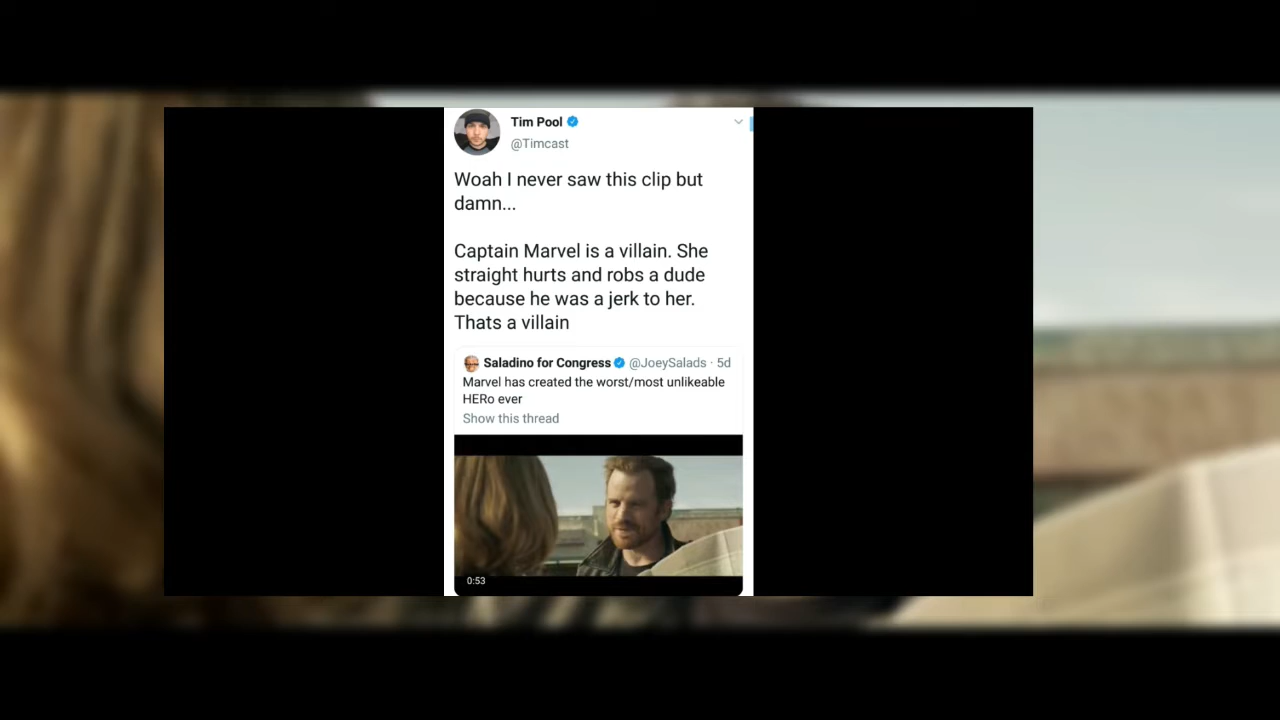 Tim Pool
@Timcast
Woah I never saw this clip but
damn...
Captain Marvel is a villain. She
straight hurts and robs a dude
because he was a jerk to her.
Thats a villain
Saladino for Congress @JoeySalads · 5d
Marvel has created the worst/most unlikeable
HERo ever
Show this thread
0:53